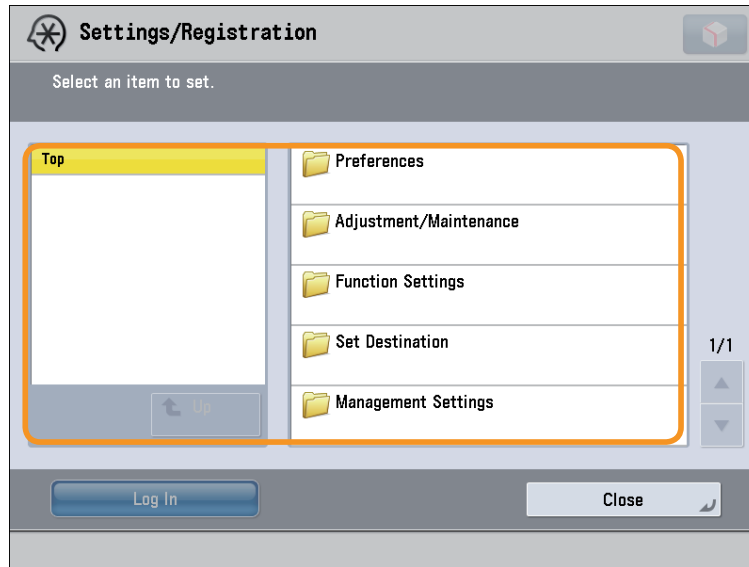 Settings/Registration
Select an item to set.
Top
Preferences
Adjustment/Maintenance
Function Settings
Set Destination
Management Settings
1/1
Up
Log In
Close